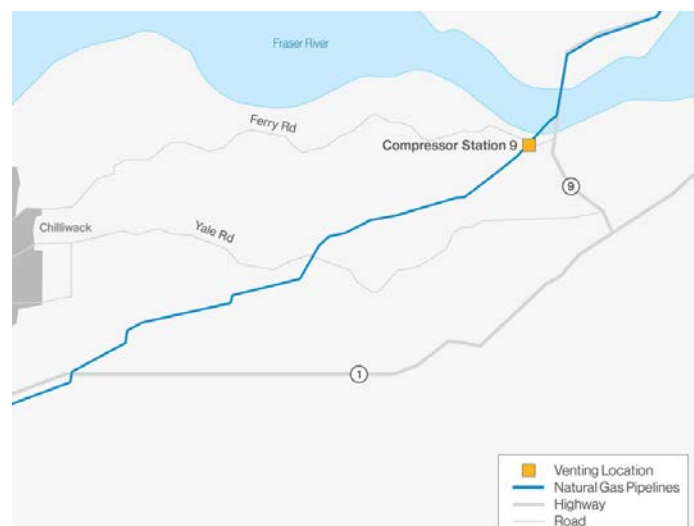 Fraser River
Ferry Rd
Compressor Station 9
9
Chilliwack
Yale Rd
1
Venting Location
Natural Gas Pipelines
Highway
Road